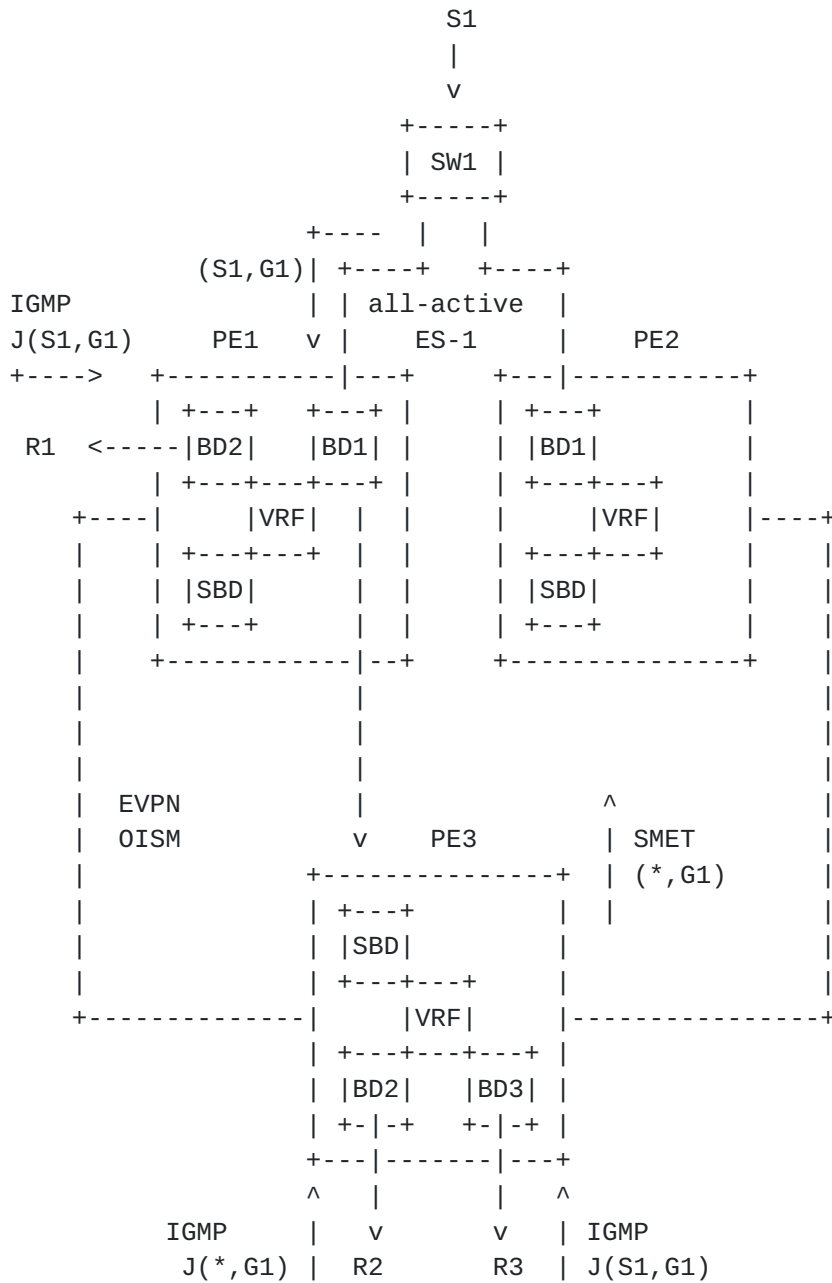 S1
SW1
(S1,G1)
IGMP all-active
J(S1,G1) PE1 v ES-1 PE2
BD2 BD1 BD1
R1
VRF VRF
SBD SBD
EVPN
OISM v PE3 SMET
(*,G1)
SBD
VRF
BD2 BD3
IGMP v v IGMP
J(*,G1) R2 R3 J(S1,G1)